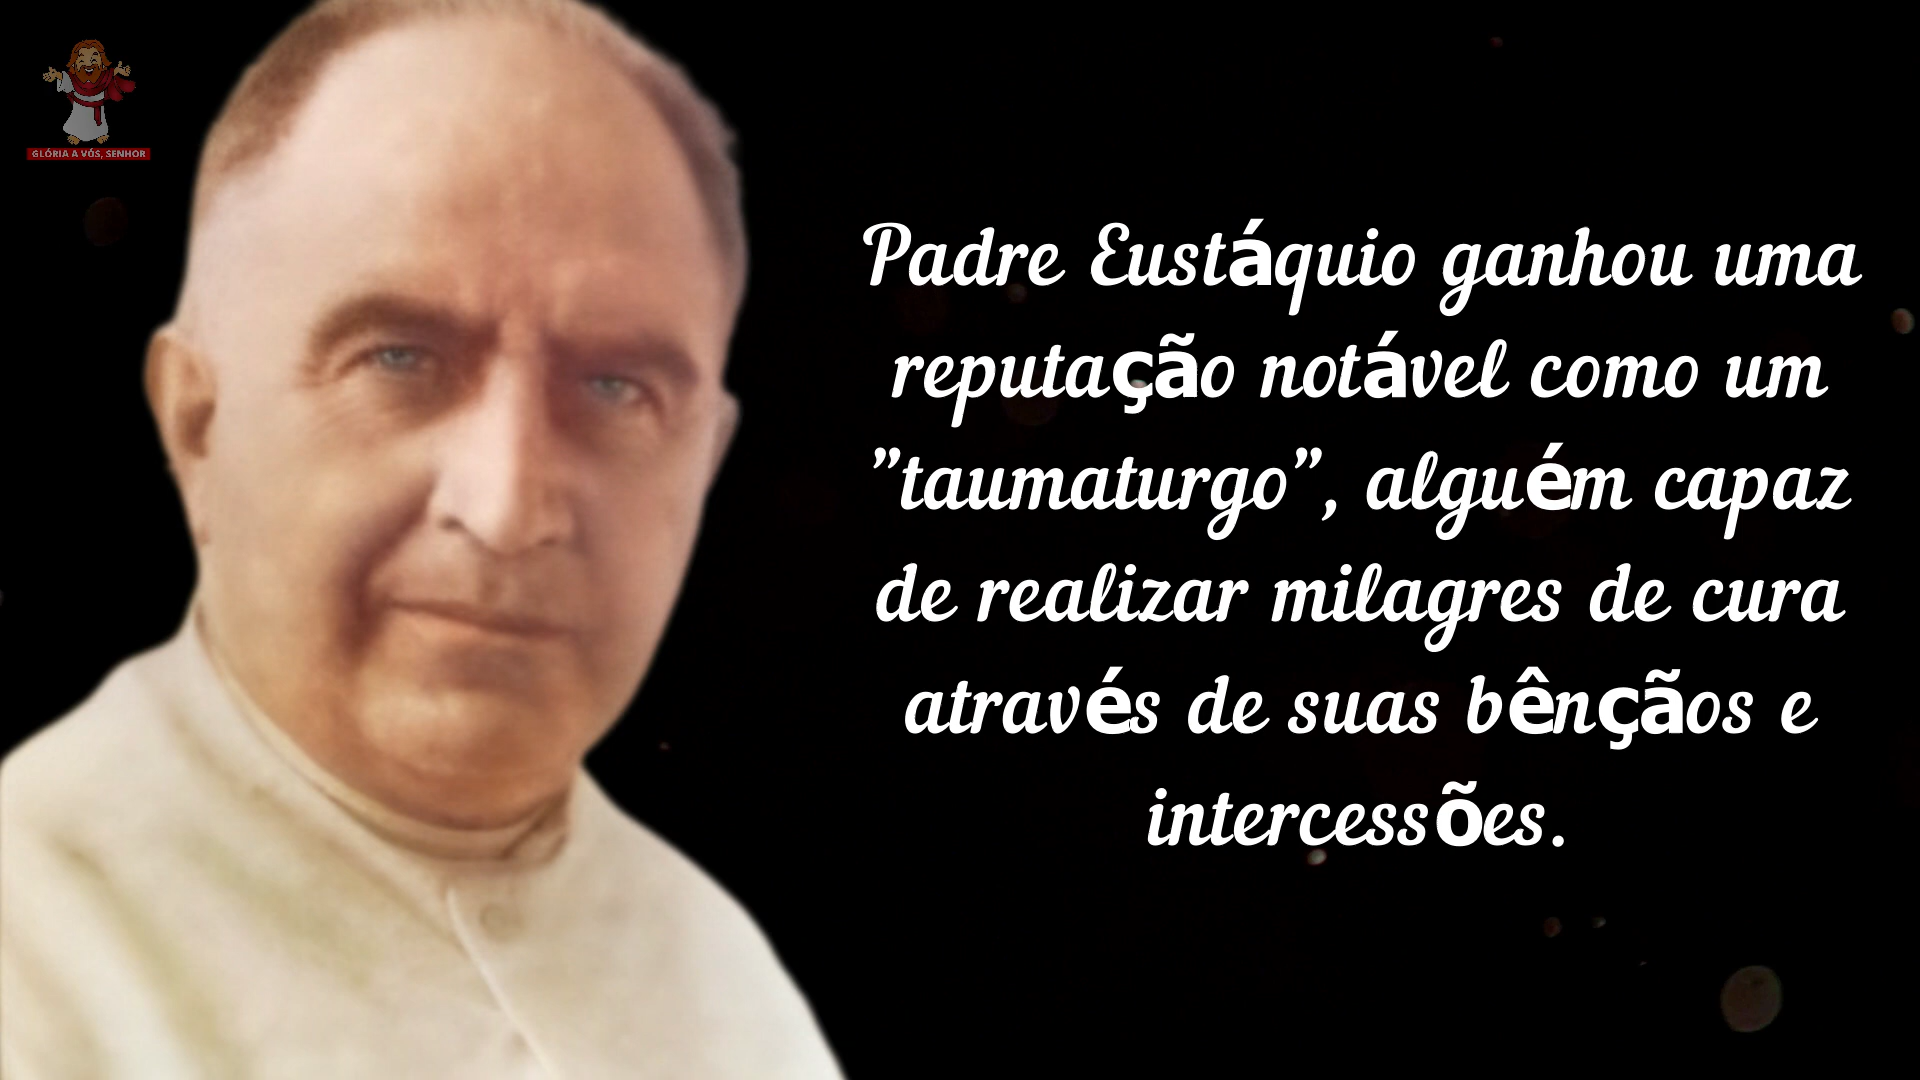 GLÓRIA A VÓS, SENHOR
Padre Eustáquio ganhou uma
reputação notável como um
"taumaturgo", alguém capaz
de realizar milagres de cura
através de suas bênçãos e
intercessões.